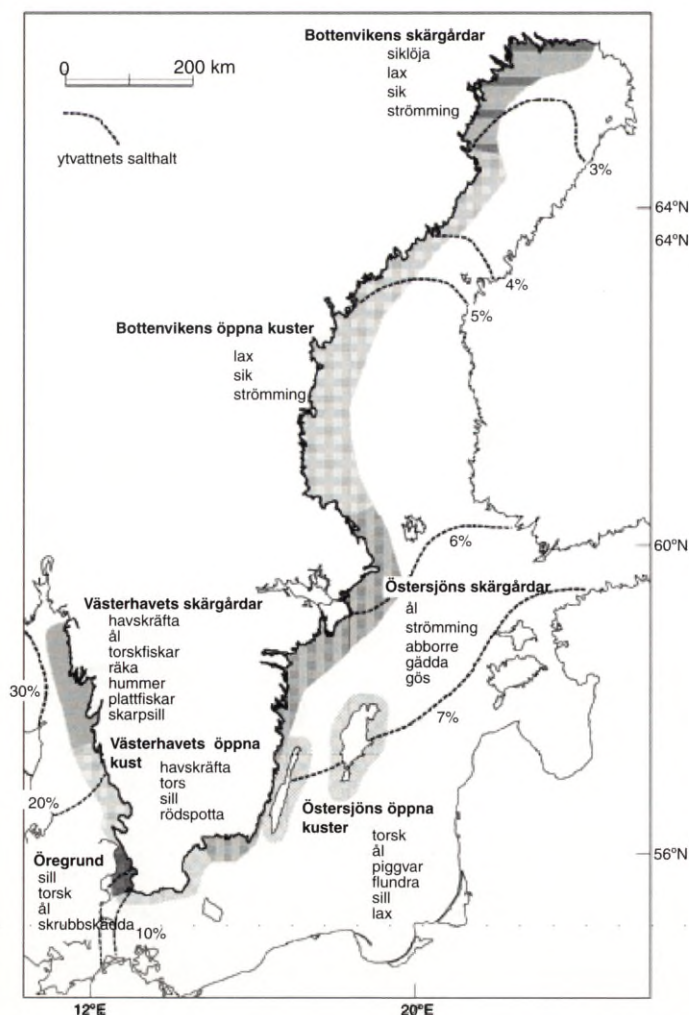 Bottenvikens skärgårdar
siklöja
lax
sik
strömming
0 200 km
ytvattnets salthalt
3%
64°N
64°N
4%
5%
Bottenvikens öppna kuster
lax
sik
strömming
6%
60°N
Västerhavets skärgårdar
havskräfta
ål
torskfiskar
räka
hummer
plattfiskar
skarpsill
Östersjöns skärgårdar
ål
strömming
abborre
gädda
gös
30%
7%
Västerhavets öppna
kust
havskräfta
tors
sill
rödspotta
20%
Östersjöns öppna
kuster
torsk
ål
piggvar
flundra
sill
lax
56°N
Öregrund
sill
torsk
ål
skrubbskädda
10%
12°E
20°E